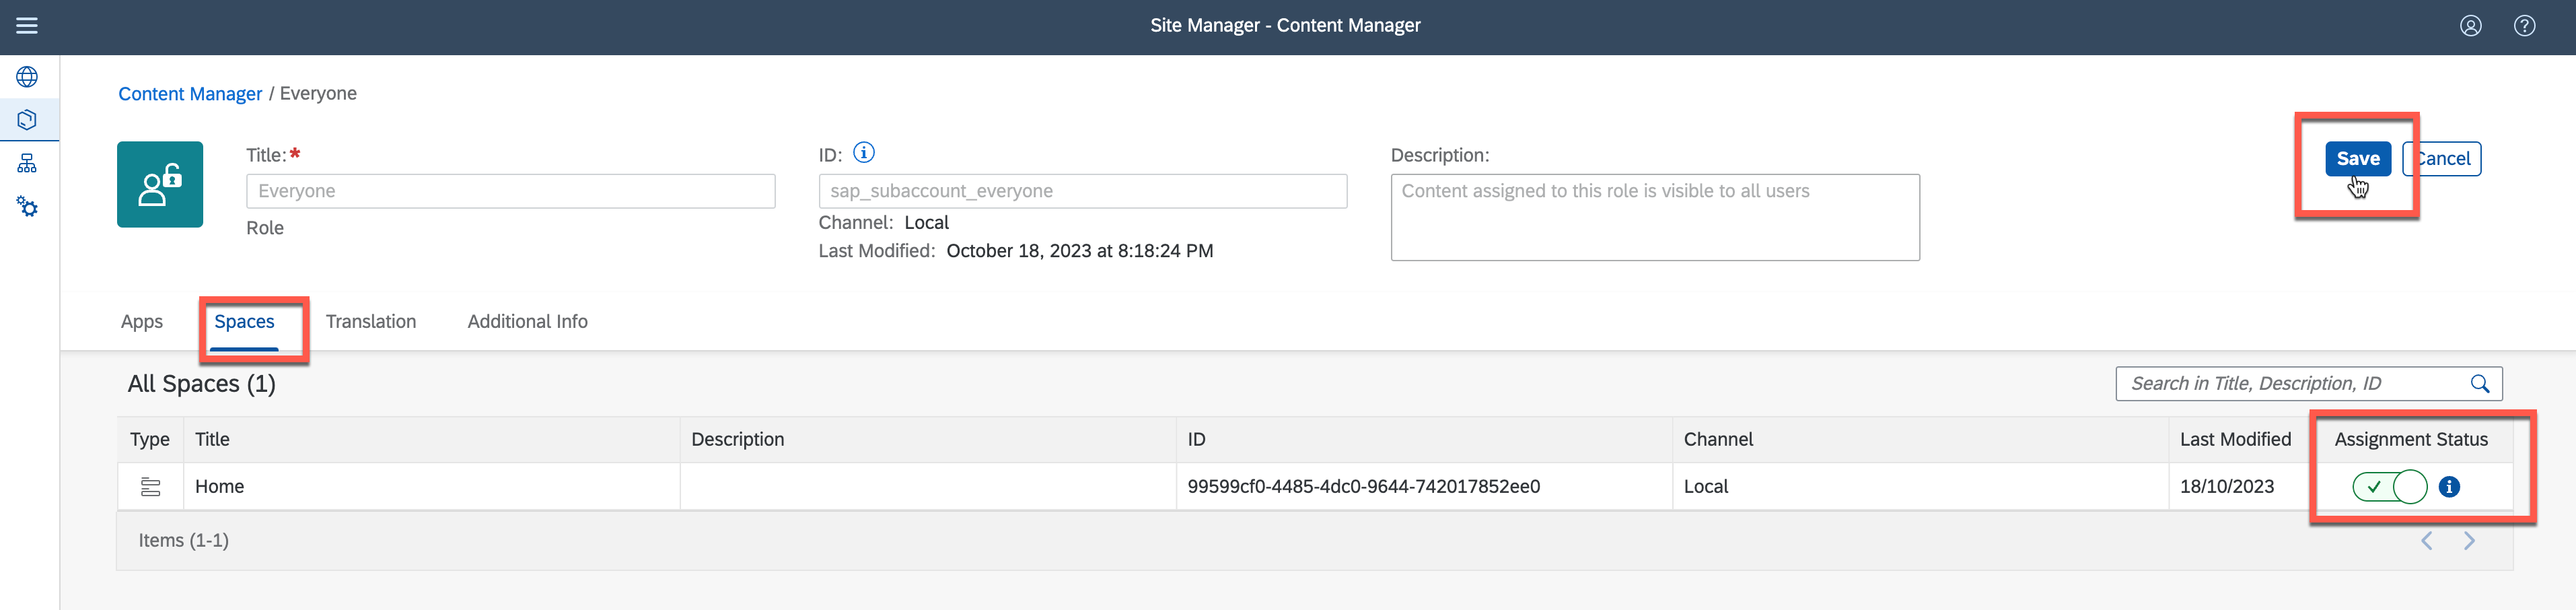 Site Manager - Content Manager
Content Manager / Everyone
Title:*
Everyone
Role
ID:
sap_subaccount_everyone
Channel: Local
Last Modified: October 18, 2023 at 8:18:24 PM
Description:
Content assigned to this role is visible to all users
Save
Cancel
Apps
Spaces
Translation
Additional Info
All Spaces (1)
Search in Title, Description, ID
Type Title Description ID Channel Last Modified Assignment Status
Home 99599cf0-4485-4dc0-9644-742017852ee0 Local 18/10/2023
Items (1-1)